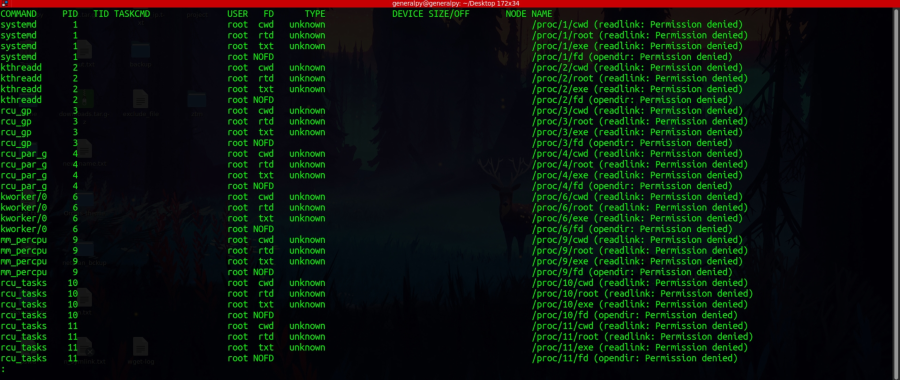 generalpy@generalpy: ~/Desktop 172x34
COMMAND PID TID TASKCMD USER FD TYPE DEVICE SIZE/OFF NODE NAME
systemd 1 root cwd unknown /proc/1/cwd (readlink: Permission denied)
systemd 1 root rtd unknown /proc/1/root (readlink: Permission denied)
systemd 1 root txt unknown /proc/1/exe (readlink: Permission denied)
systemd 1 root NOFD /proc/1/fd (opendir: Permission denied)
kthreadd 2 root cwd unknown /proc/2/cwd (readlink: Permission denied)
kthreadd 2 root rtd unknown /proc/2/root (readlink: Permission denied)
kthreadd 2 root txt unknown /proc/2/exe (readlink: Permission denied)
kthreadd 2 root NOFD /proc/2/fd (opendir: Permission denied)
rcu_gp 3 root cwd unknown /proc/3/cwd (readlink: Permission denied)
rcu_gp 3 root rtd unknown /proc/3/root (readlink: Permission denied)
rcu_gp 3 root txt unknown /proc/3/exe (readlink: Permission denied)
rcu_gp 3 root NOFD /proc/3/fd (opendir: Permission denied)
rcu_par_g 4 root cwd unknown /proc/4/cwd (readlink: Permission denied)
rcu_par_g 4 root rtd unknown /proc/4/root (readlink: Permission denied)
rcu_par_g 4 root txt unknown /proc/4/exe (readlink: Permission denied)
rcu_par_g 4 root NOFD /proc/4/fd (opendir: Permission denied)
kworker/0 6 root cwd unknown /proc/6/cwd (readlink: Permission denied)
kworker/0 6 root rtd unknown /proc/6/root (readlink: Permission denied)
kworker/0 6 root txt unknown /proc/6/exe (readlink: Permission denied)
kworker/0 6 root NOFD /proc/6/fd (opendir: Permission denied)
mm_percpu 9 root cwd unknown /proc/9/cwd (readlink: Permission denied)
mm_percpu 9 root rtd unknown /proc/9/root (readlink: Permission denied)
mm_percpu 9 root txt unknown /proc/9/exe (readlink: Permission denied)
mm_percpu 9 root NOFD /proc/9/fd (opendir: Permission denied)
rcu_tasks 10 root cwd unknown /proc/10/cwd (readlink: Permission denied)
rcu_tasks 10 root rtd unknown /proc/10/root (readlink: Permission denied)
rcu_tasks 10 root txt unknown /proc/10/exe (readlink: Permission denied)
rcu_tasks 10 root NOFD /proc/10/fd (opendir: Permission denied)
rcu_tasks 11 root cwd unknown /proc/11/cwd (readlink: Permission denied)
rcu_tasks 11 root rtd unknown /proc/11/root (readlink: Permission denied)
rcu_tasks 11 root txt unknown /proc/11/exe (readlink: Permission denied)
rcu_tasks 11 root NOFD /proc/11/fd (opendir: Permission denied)
: